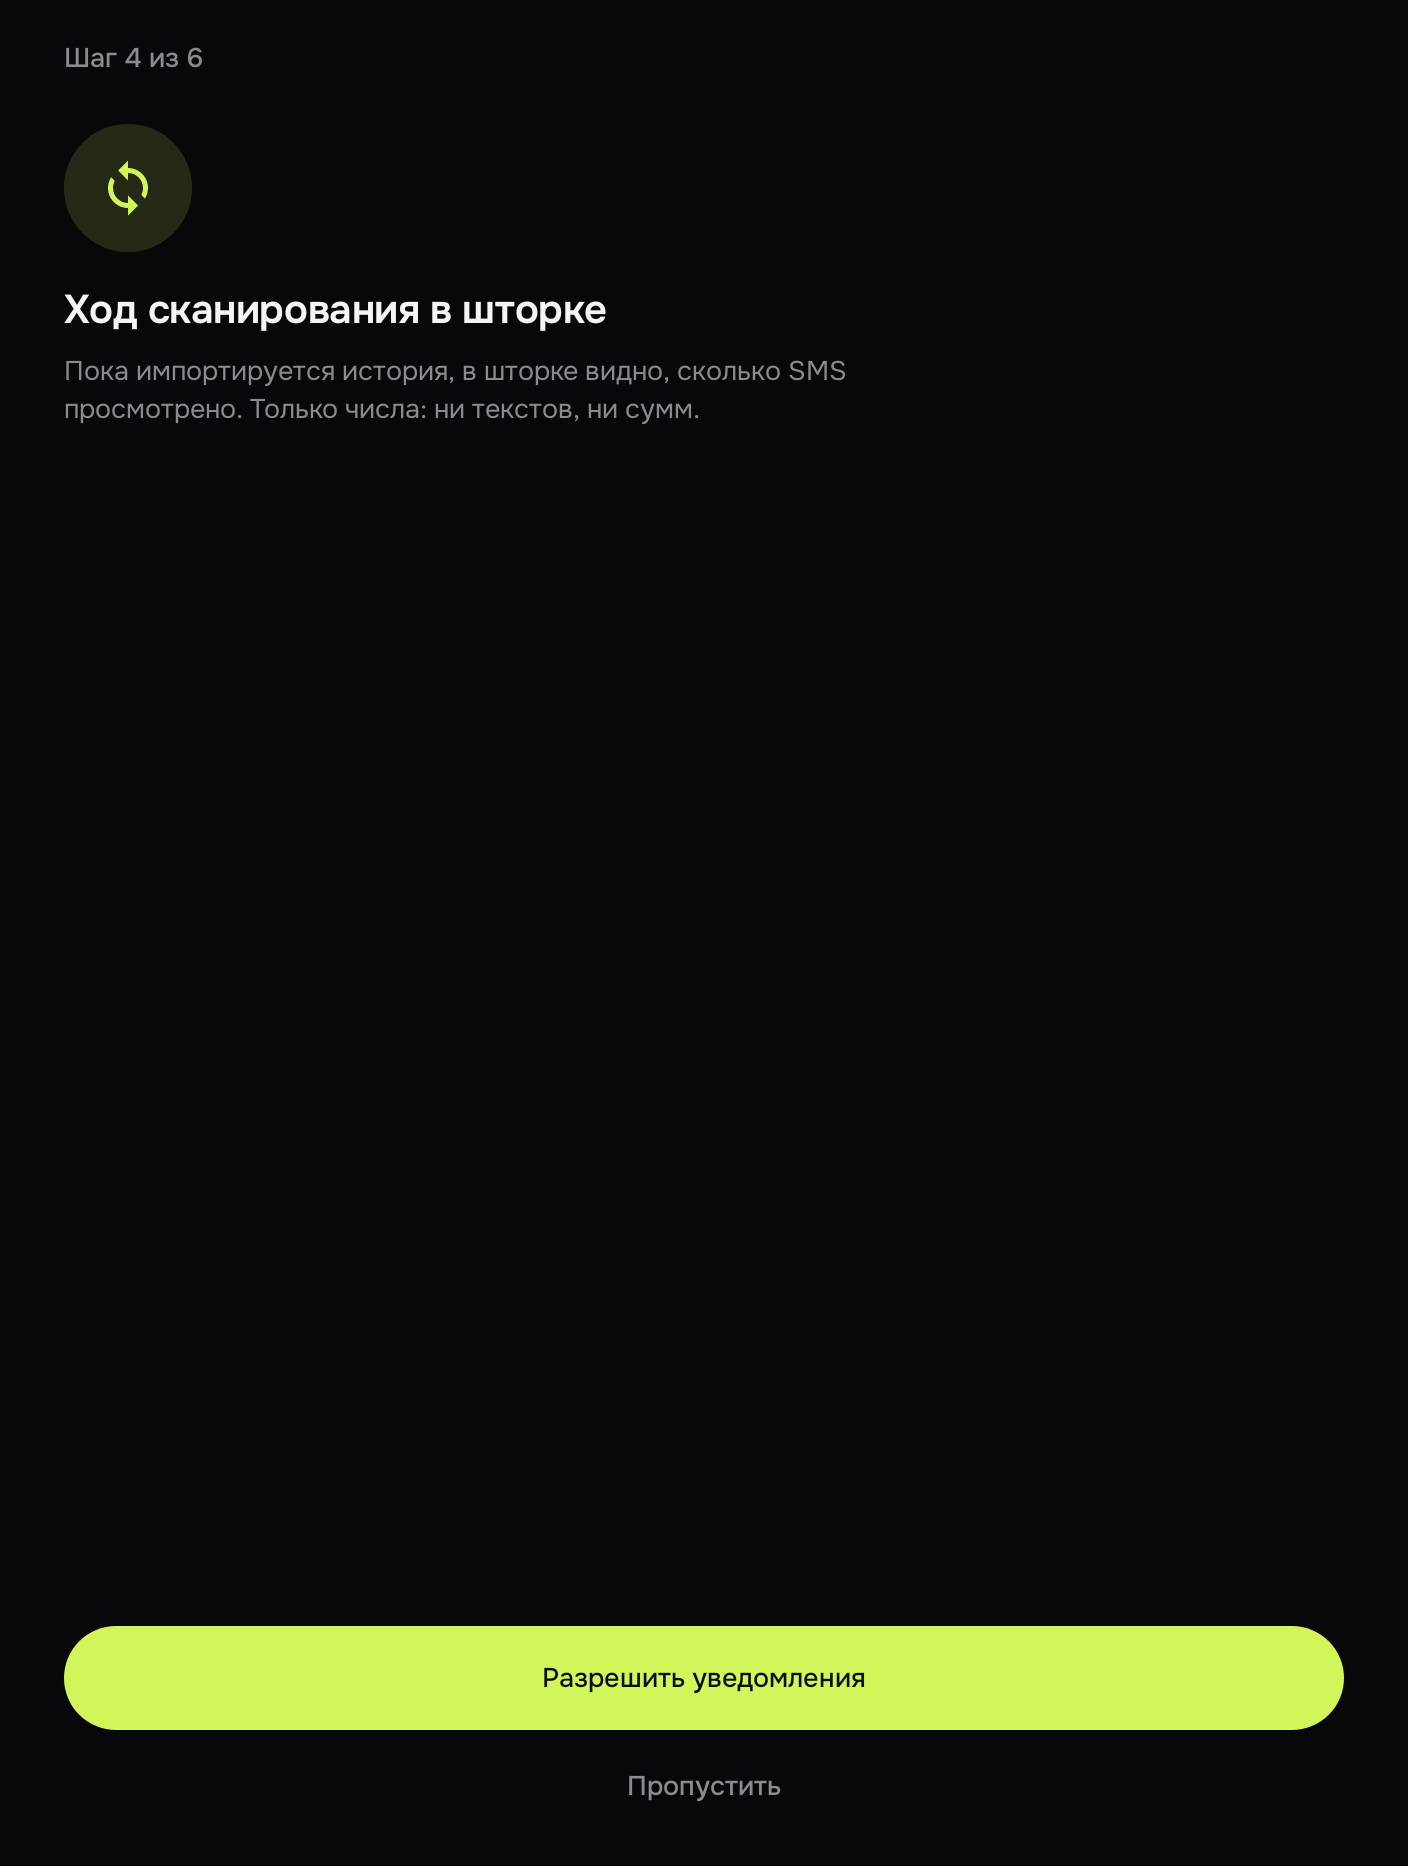 Шаг 4 из 6
Ход сканирования в шторке
Пока импортируется история, в шторке видно, сколько SMS
просмотрено. Только числа: ни текстов, ни сумм.
Разрешить уведомления
Пропустить